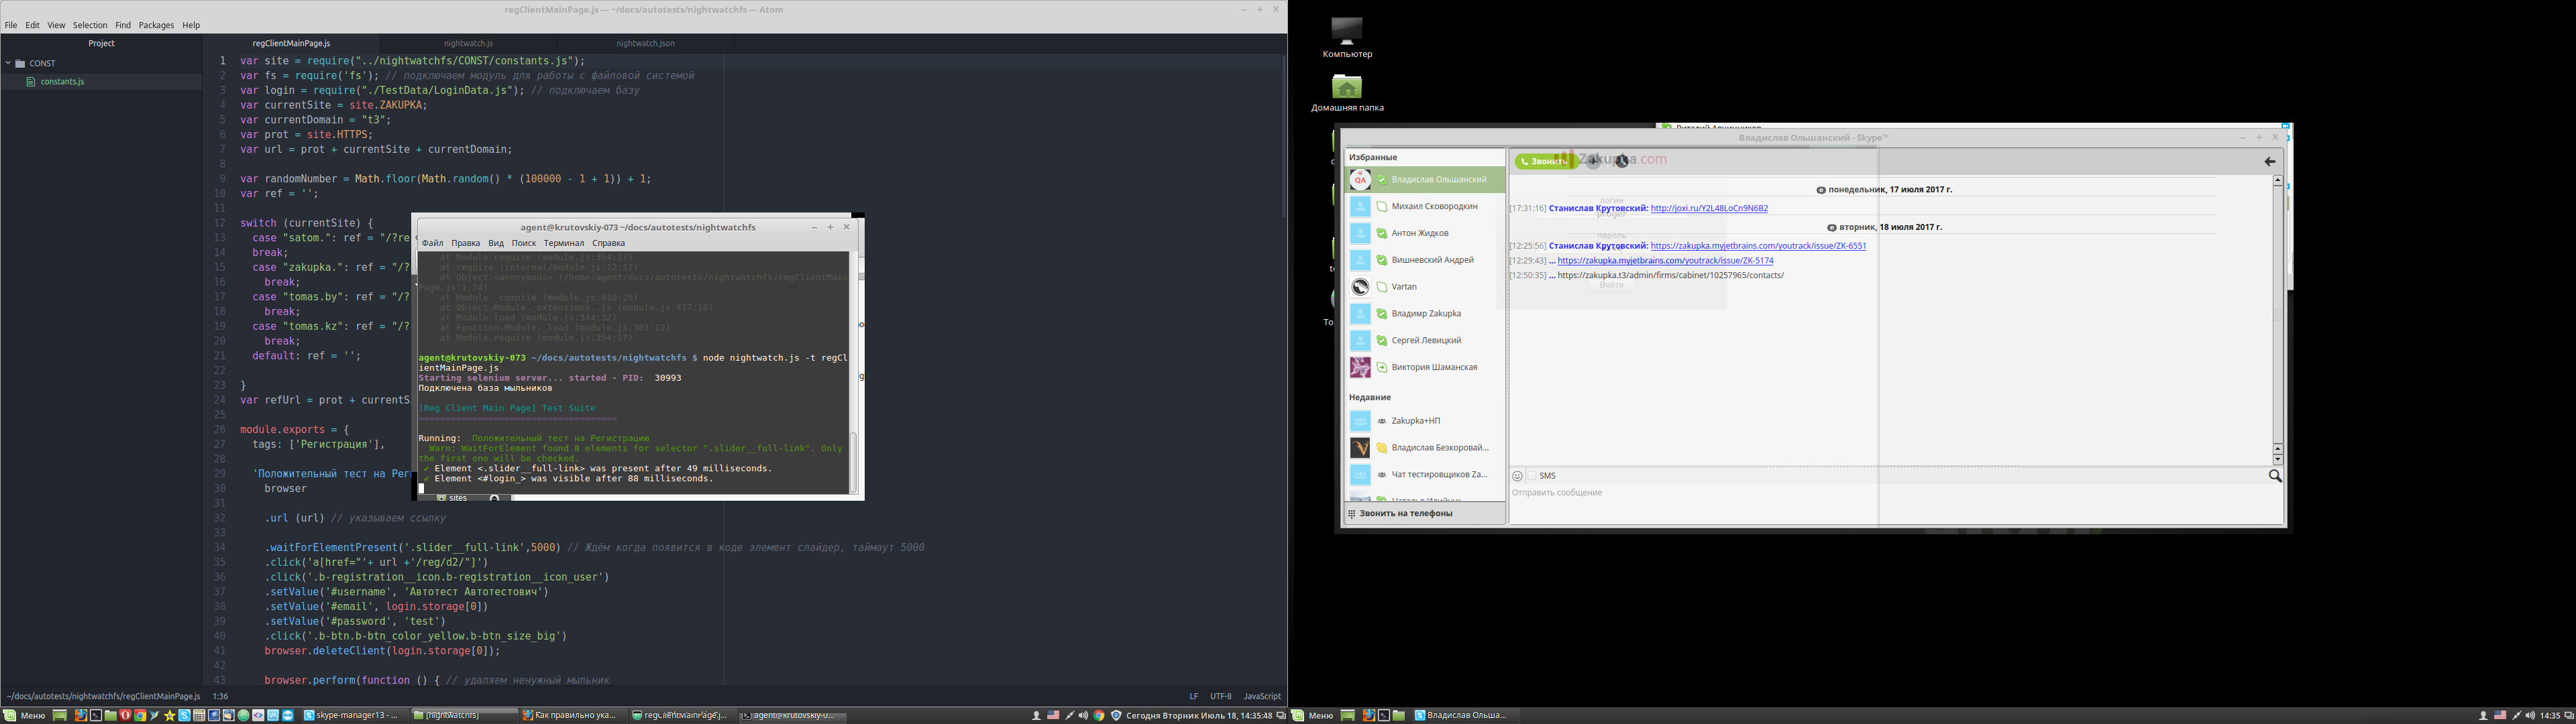 regClientMainPage.js — ~/docs/autotests/nightwatchfs — Atom
File Edit View Selection Find Packages Help
Project
CONST
constants.js
regClientMainPage.js nightwatch.js nightwatch.json
1 var site = require("../nightwatchfs/CONST/constants.js");
2 var fs = require('fs'); // подключаем модуль для работы с файловой системой
3 var login = require("./TestData/LoginData.js"); // подключаем базу
4 var currentSite = site.ZAKUPKA;
5 var currentDomain = "t3";
6 var prot = site.HTTPS;
7 var url = prot + currentSite + currentDomain;
8
9 var randomNumber = Math.floor(Math.random() * (100000 - 1 + 1)) + 1;
10 var ref = '';
11
12 switch (currentSite) {
13 case "satom.": ref = "/?re
14 break;
15 case "zakupka.": ref = "/?
16 break;
17 case "tomas.by": ref = "/?
18 break;
19 case "tomas.kz": ref = "/?
20 break;
21 default: ref = '';
22
23 }
24 var refUrl = prot + currentS
25
26 module.exports = {
27 tags: ['Регистрация'],
28
29 'Положительный тест на Рег
30 browser
31
32 .url (url) // указываем ссылку
33
34 .waitForElementPresent('.slider__full-link',5000) // Ждём когда появится в коде элемент слайдер, таймаут 5000
35 .click('a[href="'+ url +'/reg/d2/"]')
36 .click('.b-registration__icon.b-registration__icon_user')
37 .setValue('#username', 'Автотест Автотестович')
38 .setValue('#email', login.storage[0])
39 .setValue('#password', 'test')
40 .click('.b-btn.b-btn_color_yellow.b-btn_size_big')
41 browser.deleteClient(login.storage[0]);
42
43 browser.perform(function () { // удаляем ненужный мыльник
~/docs/autotests/nightwatchfs/regClientMainPage.js 1:36
LF UTF-8 JavaScript
agent@krutovskiy-073 ~/docs/autotests/nightwatchfs
Файл Правка Вид Поиск Терминал Справка
at Module.require (module.js:354:17)
at require (internal/module.js:12:17)
at Object.<anonymous> (/home/agent/docs/autotests/nightwatchfs/regClientMain
Page.js:1:74)
at Module._compile (module.js:410:26)
at Object.Module._extensions..js (module.js:417:10)
at Module.load (module.js:344:32)
at Function.Module._load (module.js:301:12)
at Module.require (module.js:354:17)
agent@krutovskiy-073 ~/docs/autotests/nightwatchfs $ node nightwatch.js -t regCl
ientMainPage.js
Starting selenium server... started - PID: 30993
Подключена база мыльников
[Reg Client Main Page] Test Suite
Running: Положительный тест на Регистрацию
Warn: WaitForElement found 8 elements for selector ".slider__full-link". Only
the first one will be checked.
✓ Element <.slider__full-link> was present after 49 milliseconds.
✓ Element <#login_> was visible after 88 milliseconds.
sites
Компьютер
Домашняя папка
Владислав Ольшанский - Skype™
Избранные
Владислав Ольшанский
Михаил Сковородкин
Антон Жидков
Вишневский Андрей
Vartan
Владимр Zakupka
Сергей Левицкий
Виктория Шаманская
Недавние
Zakupka+НП
Владислав Безкоровай...
Чат тестировщиков Za...
Звонить на телефоны
Звонить
Zakupka.com
понедельник, 17 июля 2017 г.
логин
[17:31:16] Станислав Крутовский: http://joxi.ru/Y2L48LoCn9N6B2
proger
вторник, 18 июля 2017 г.
пароль
[12:25:56] Станислав Крутовский: https://zakupka.myjetbrains.com/youtrack/issue/ZK-6551
[12:29:43] ... https://zakupka.myjetbrains.com/youtrack/issue/ZK-5174
[12:50:35] ... https://zakupka.t3/admin/firms/cabinet/10257965/contacts/
Войти
SMS
Отправить сообщение
Меню
skype-manager13 - ...
[nightwatchfs]
Как правильно ука...
regClientMainPage.j...
agent@krutovskiy-0...
Сегодня Вторник Июль 18, 14:35:48
Меню
Владислав Ольша...
14:35